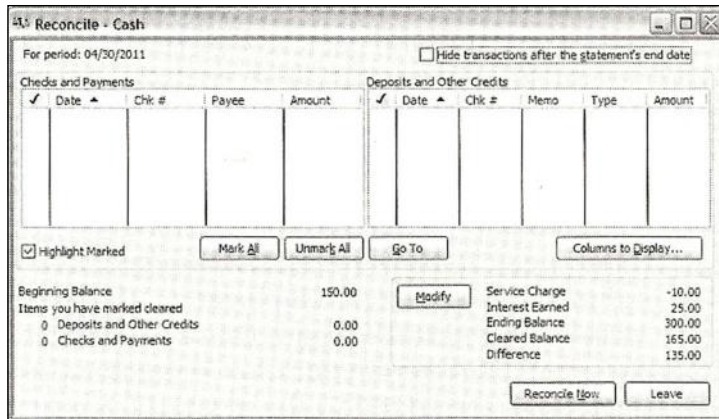 Reconcile - Cash
For period: 04/30/2011
Hide transactions after the statement's end date
Checks and Payments
Deposits and Other Credits
Date Chk # Payee Amount
Date Chk # Memo Type Amount
Highlight Marked
Mark All
Unmark All
Go To
Columns to Display...
Beginning Balance 150.00
Items you have marked cleared
0 Deposits and Other Credits 0.00
0 Checks and Payments 0.00
Modify
Service Charge -10.00
Interest Earned 25.00
Ending Balance 300.00
Cleared Balance 165.00
Difference 135.00
Reconcile Now
Leave